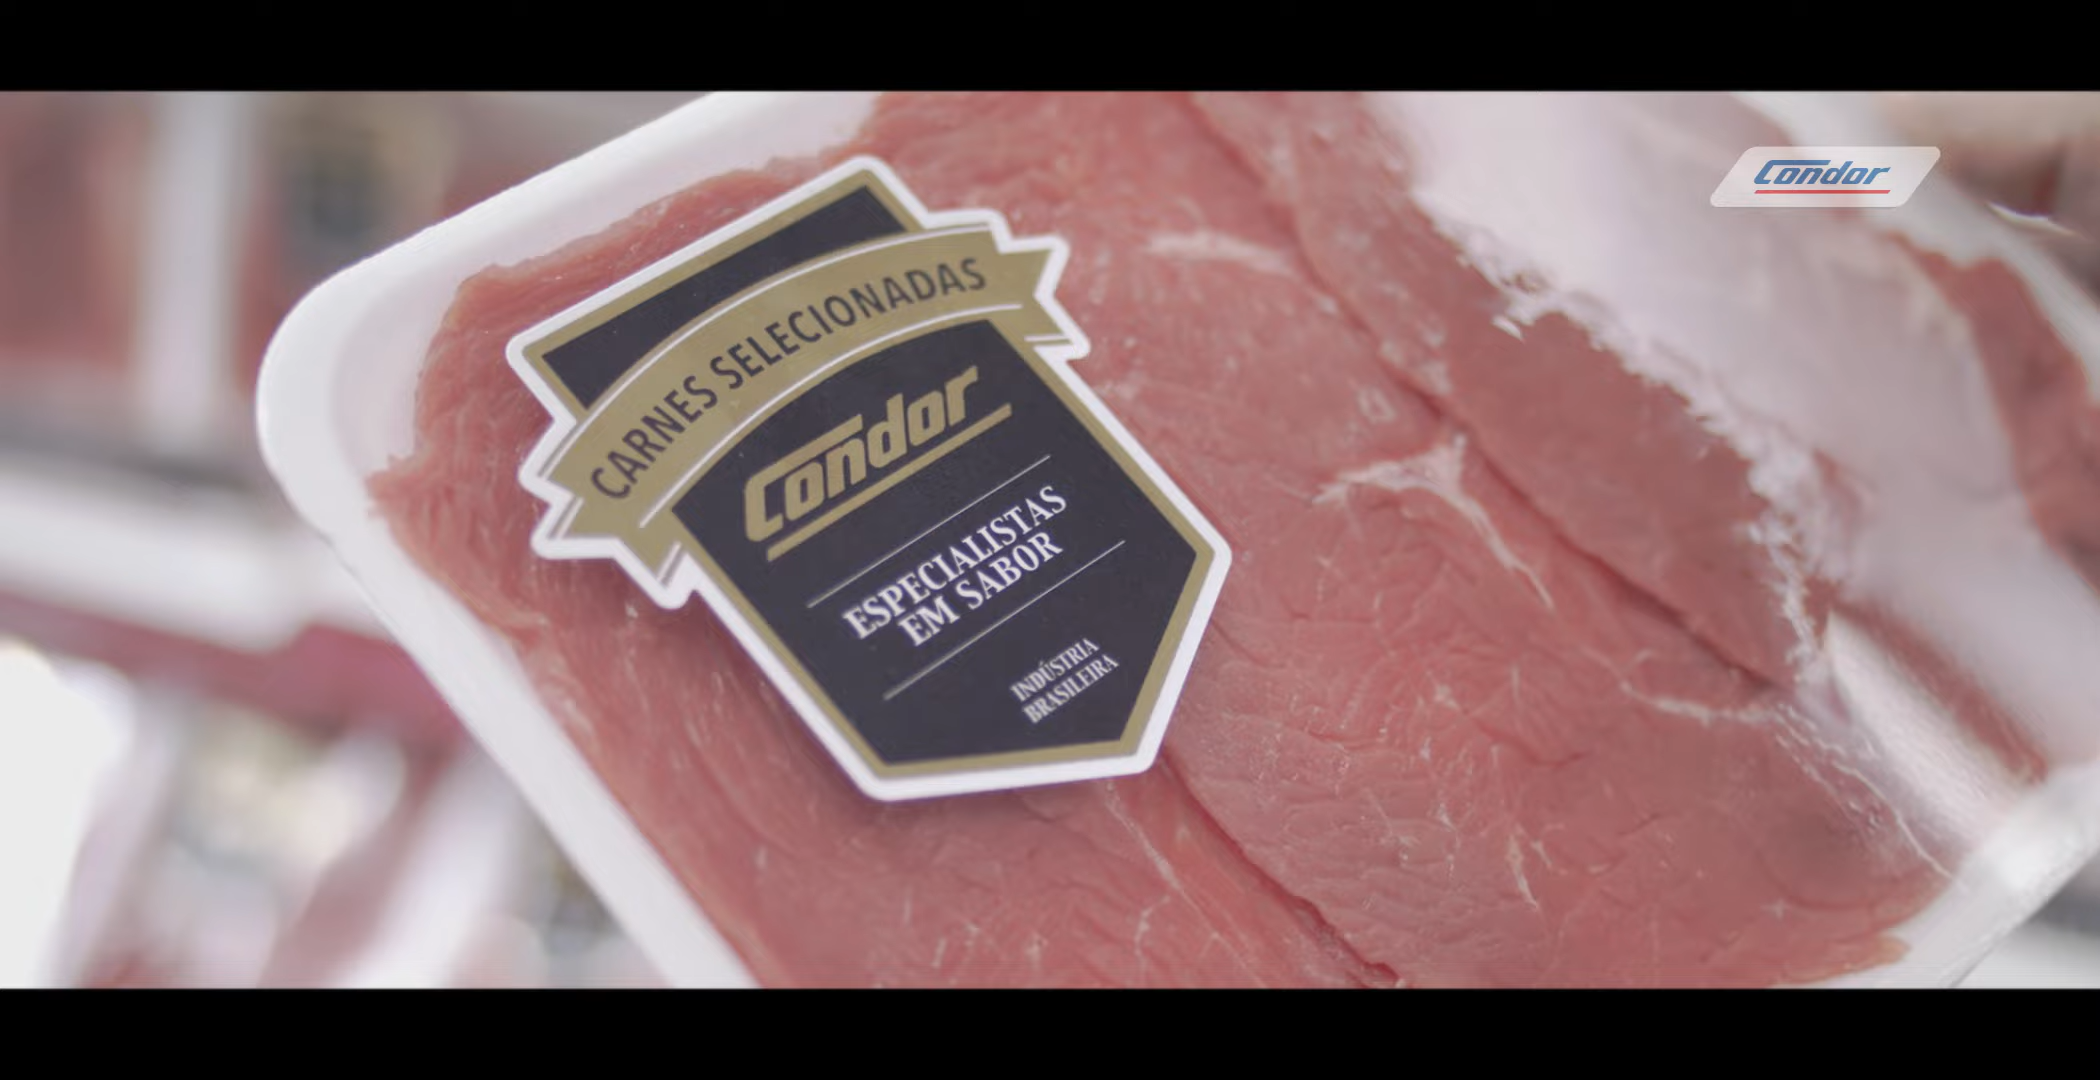 CARNES SELECIONADAS
Condor
ESPECIALISTAS
EM SABOR
INDÚSTRIA
BRASILEIRA
Condor